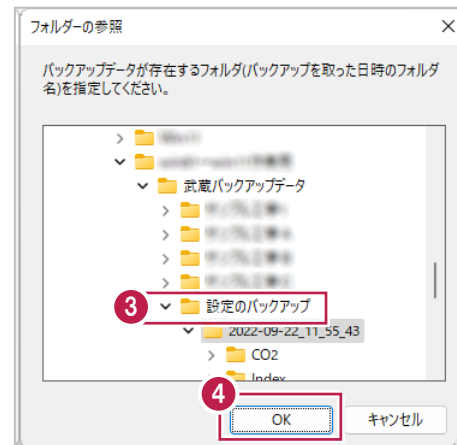 フォルダーの参照
バックアップデータが存在するフォルダ(バックアップを取った日時のフォルダ
名)を指定してください。
武蔵バックアップデータ
3 設定のバックアップ
2022-09-22_11_55_43
CO2
Index
4
OK キャンセル